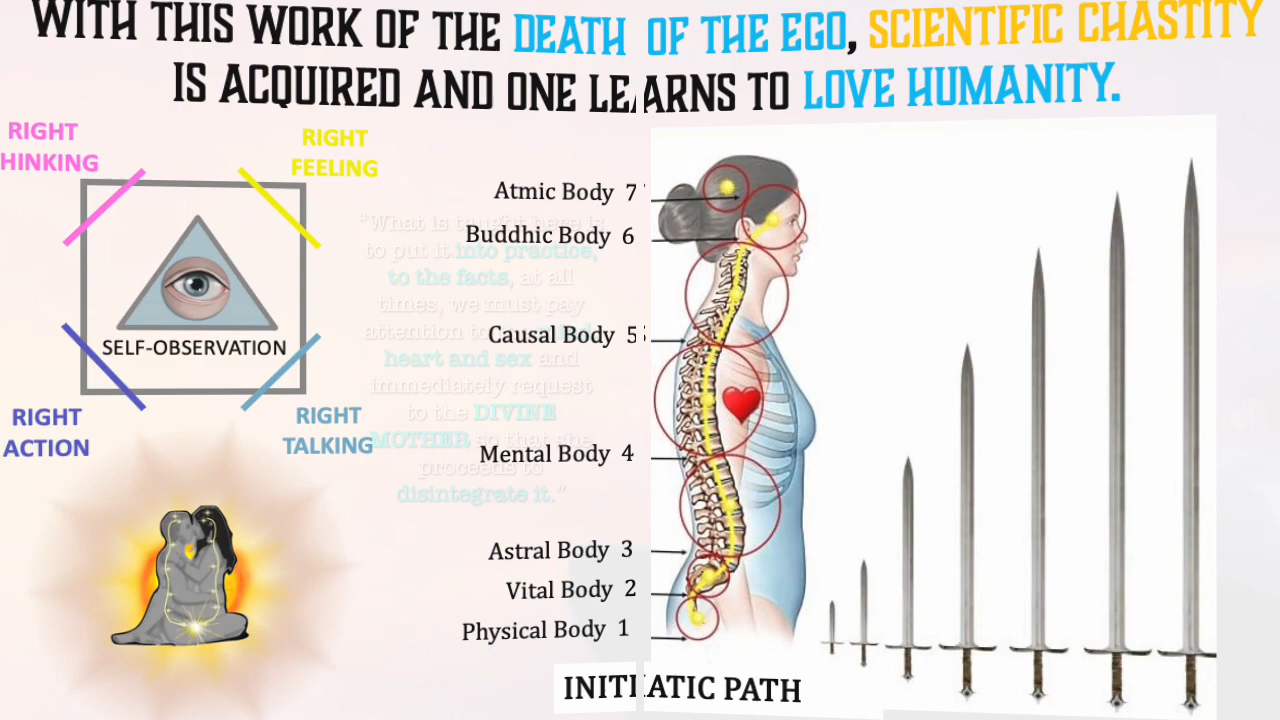 WITH THIS WORK OF THE DEATH OF THE EGO, SCIENTIFIC CHASTITY
IS ACQUIRED AND ONE LEARNS TO LOVE HUMANITY.
RIGHT
HINKING
RIGHT
FEELING
SELF-OBSERVATION
RIGHT
ACTION
RIGHT
TALKING
"What is taught here is
to put it into practice,
to the facts, at all
times, we must pay
attention to
heart and sex and
immediately request
to the DIVINE
MOTHER so that she
proceeds to
disintegrate it."
Atmic Body 7
Buddhic Body 6
Causal Body 5
Mental Body 4
Astral Body 3
Vital Body 2
Physical Body 1
INITIATIC PATH